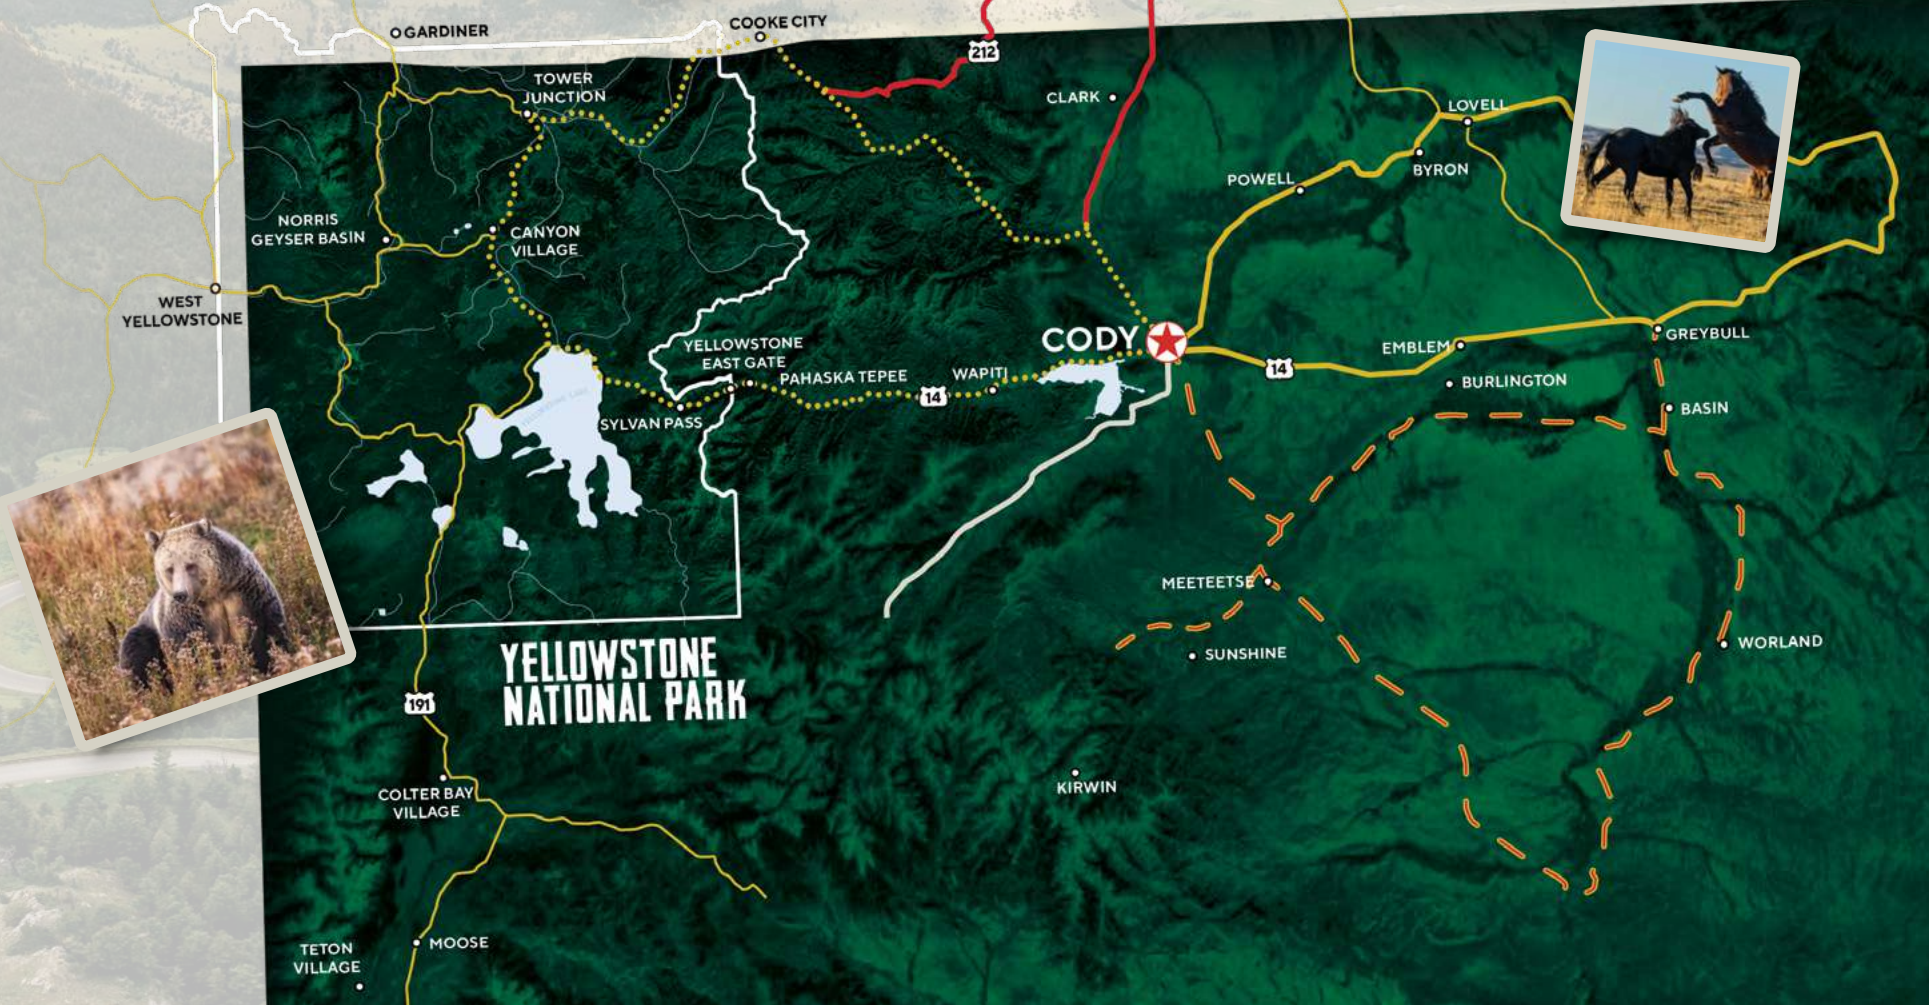 GARDINER
COOKE CITY
212
TOWER
JUNCTION
CLARK
LOVELL
BYRON
POWELL
NORRIS
GEYSER BASIN
CANYON
VILLAGE
WEST
YELLOWSTONE
CODY
YELLOWSTONE
EAST GATE
PAHASKA TEPEE
14
WAPITI
14
EMBLEM
GREYBULL
BURLINGTON
BASIN
YELLOWSTONE LAKE
SYLVAN PASS
MEETEETSE
SUNSHINE
WORLAND
YELLOWSTONE
NATIONAL PARK
191
KIRWIN
COLTER BAY
VILLAGE
MOOSE
TETON
VILLAGE